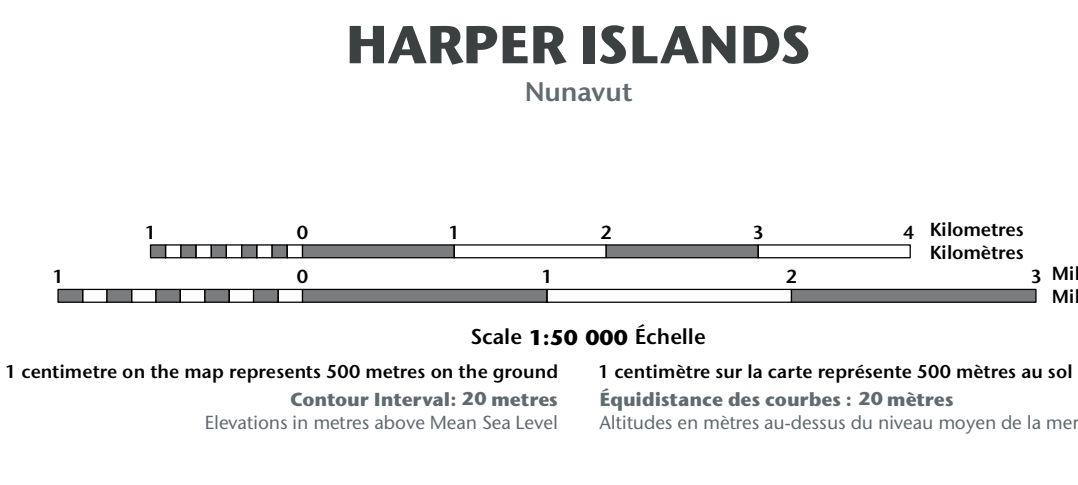 HARPER ISLANDS
Nunavut
1 0 1 2 3 4 Kilometres
Kilomètres
1 0 1 2 3 Mil
Mil
Scale 1:50 000 Échelle
1 centimetre on the map represents 500 metres on the ground
1 centimètre sur la carte représente 500 mètres au sol
Contour Interval: 20 metres
Équidistance des courbes : 20 mètres
Elevations in metres above Mean Sea Level
Altitudes en mètres au-dessus du niveau moyen de la mer